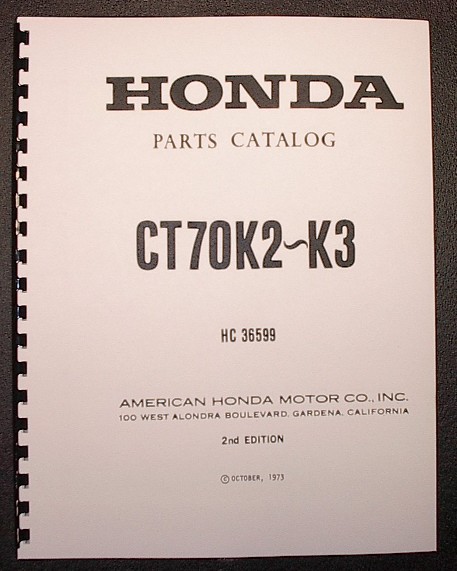 HONDA
PARTS CATALOG
CT70K2~K3
HC 36599
AMERICAN HONDA MOTOR CO., INC.
100 WEST ALONDRA BOULEVARD, GARDENA, CALIFORNIA
2nd EDITION
© OCTOBER, 1973